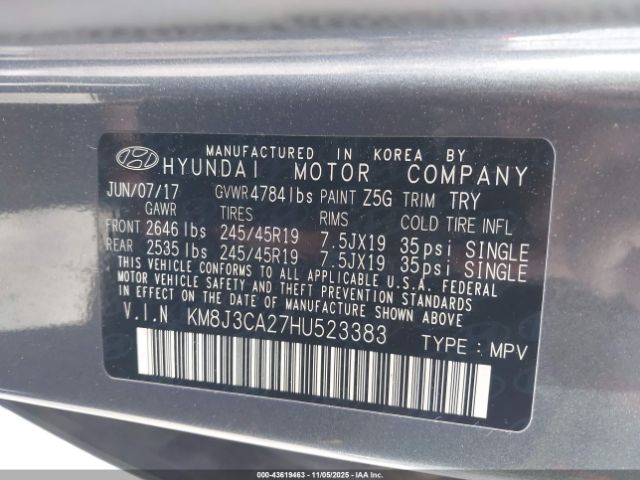 MANUFACTURED IN KOREA BY
HYUNDAI MOTOR COMPANY
JUN/07/17 GVWR 4784 lbs PAINT Z5G TRIM TRY
GAWR TIRES RIMS COLD TIRE INFL
FRONT 2646 lbs 245/45R19 7.5JX19 35psi SINGLE
REAR 2535 lbs 245/45R19 7.5JX19 35psi SINGLE
THIS VEHICLE CONFORMS TO ALL APPLICABLE U.S.A. FEDERAL
MOTOR VEHICLE SAFETY AND THEFT PREVENTION STANDARDS
IN EFFECT ON THE DATE OF MANUFACTURE SHOWN ABOVE.
V.I.N KM8J3CA27HU523383 TYPE : MPV
000-43619463 - 11/05/2025 - IAAI.COM